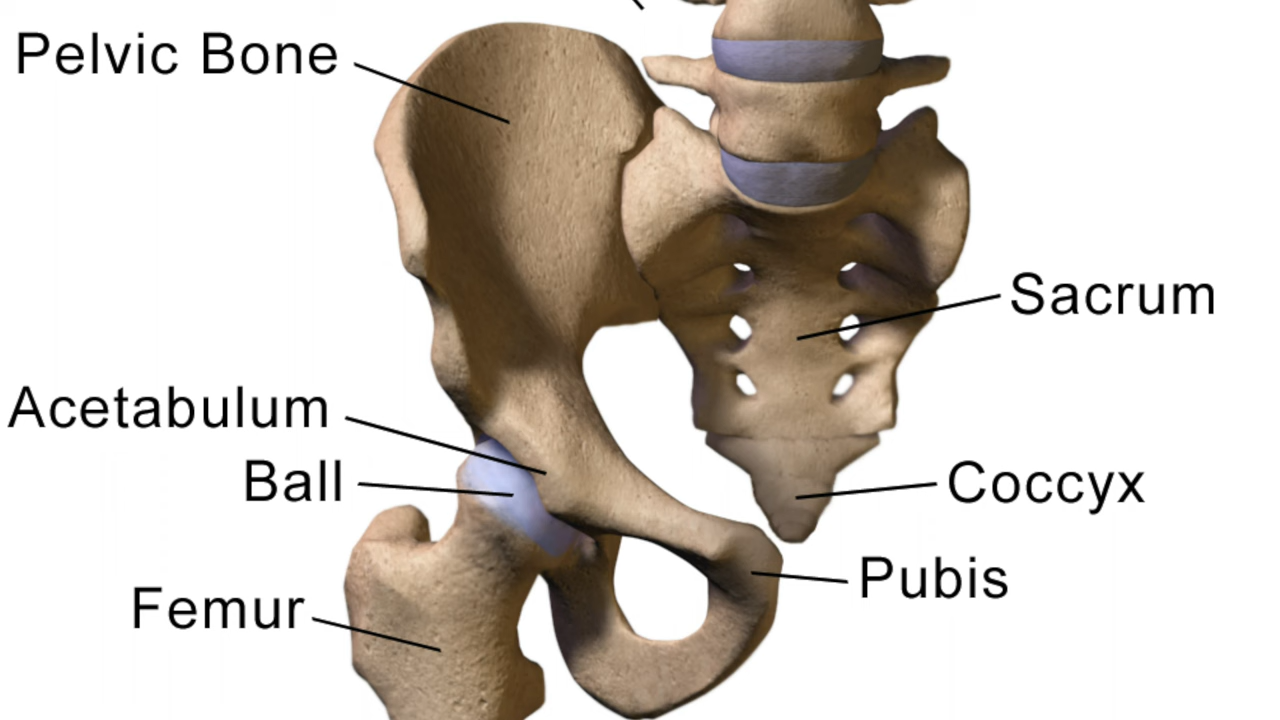 Pelvic Bone
Sacrum
Acetabulum
Ball
Coccyx
Pubis
Femur